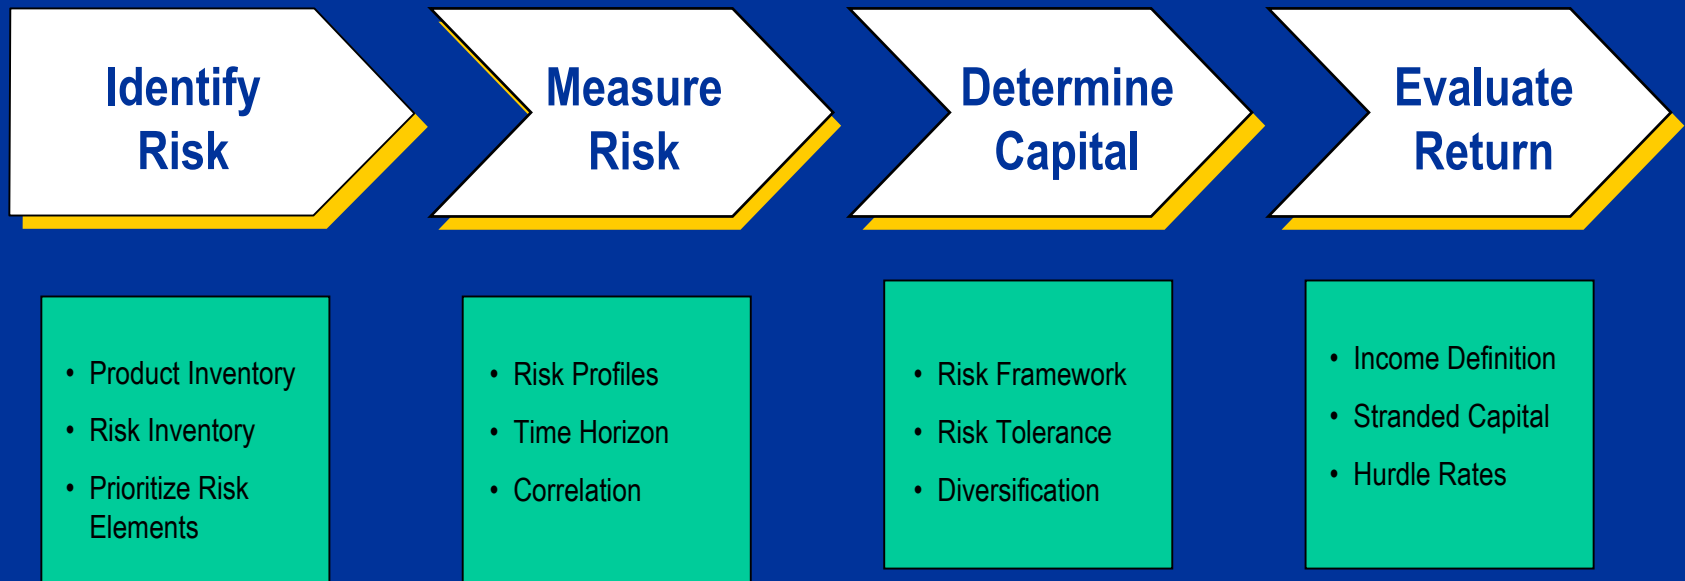 Identify
Risk
Measure
Risk
Determine
Capital
Evaluate
Return
• Product Inventory
• Risk Inventory
• Prioritize Risk
Elements
• Risk Profiles
• Time Horizon
• Correlation
• Risk Framework
• Risk Tolerance
• Diversification
• Income Definition
• Stranded Capital
• Hurdle Rates